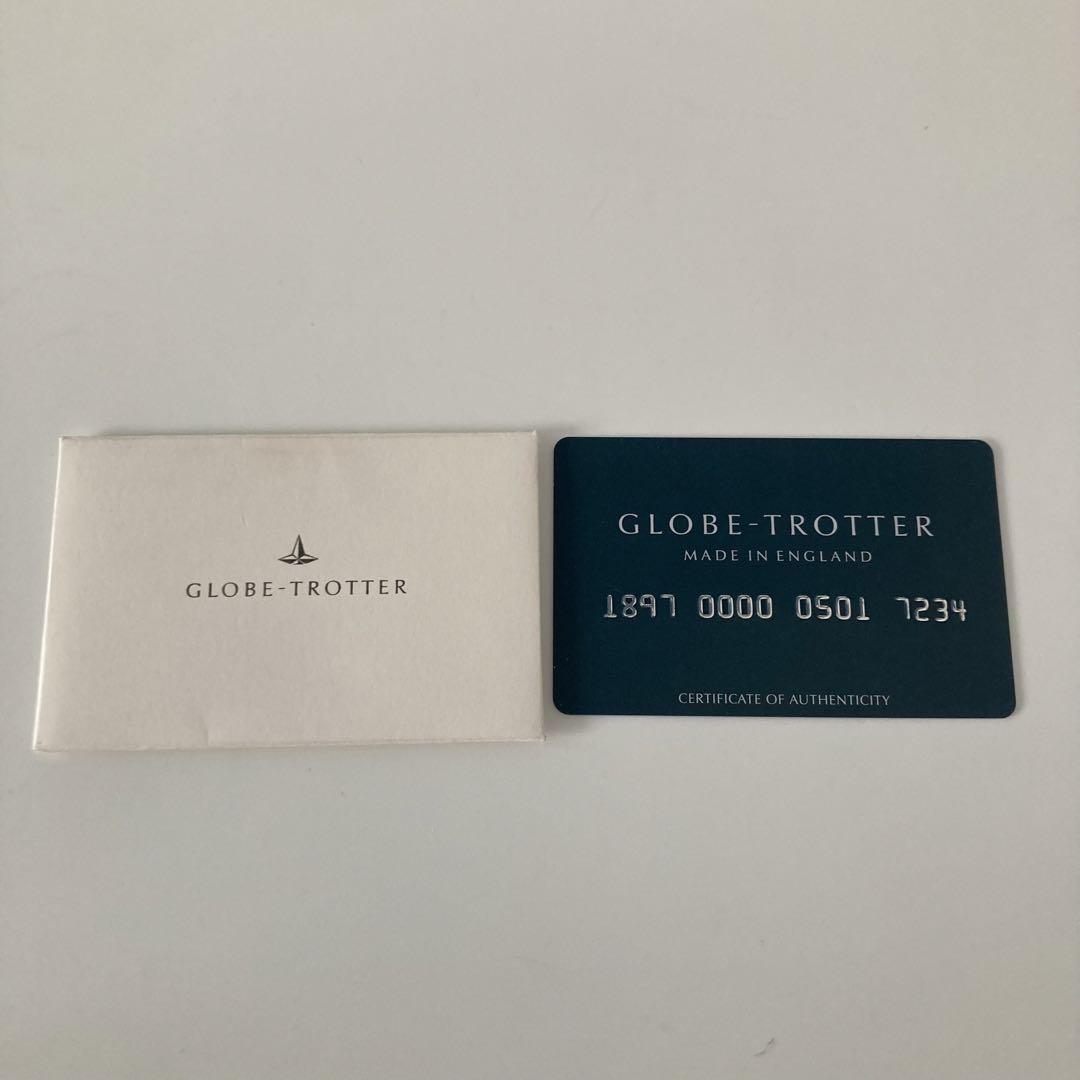 GLOBE-TROTTER
GLOBE-TROTTER
MADE IN ENGLAND
1897 0000 0501 7234
CERTIFICATE OF AUTHENTICITY